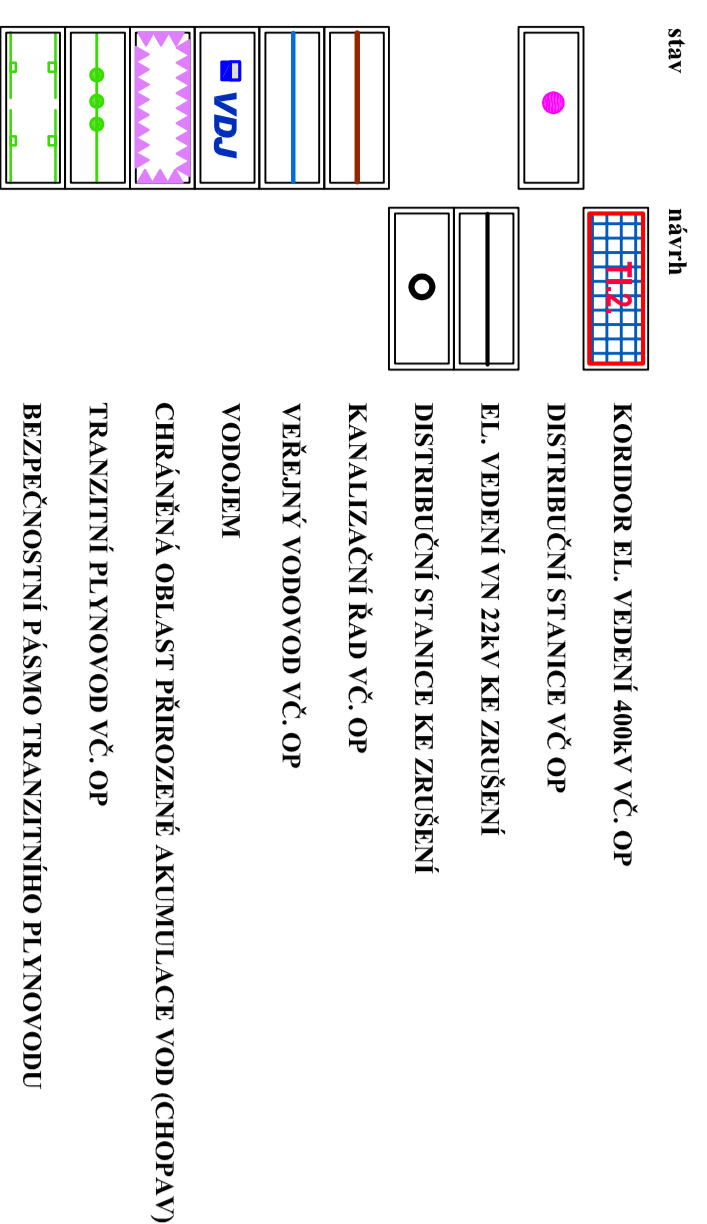 stav návrh
TI.2. KORIDOR EL. VEDENÍ 400kV VČ. OP
DISTRIBUČNÍ STANICE VČ OP
EL. VEDENÍ VN 22kV KE ZRUŠENÍ
DISTRIBUČNÍ STANICE KE ZRUŠENÍ
KANALIZAČNÍ ŘAD VČ. OP
VEŘEJNÝ VODOVOD VČ. OP
VDJ VODOJEM
CHRÁNĚNÁ OBLAST PŘIROZENÉ AKUMULACE VOD (CHOPAV)
TRANZITNÍ PLYNOVOD VČ. OP
BEZPEČNOSTNÍ PÁSMO TRANZITNÍHO PLYNOVODU